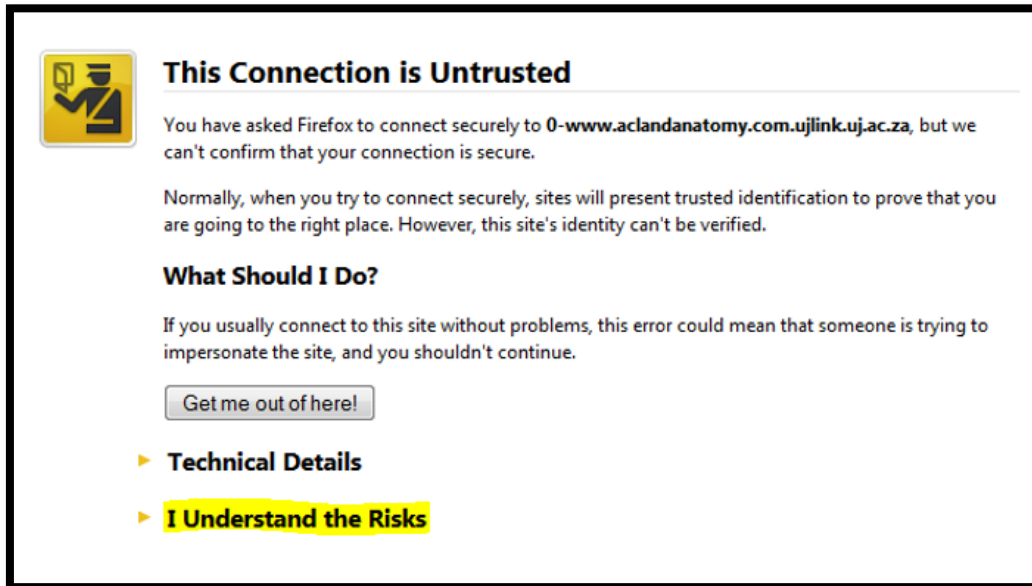 This Connection is Untrusted
You have asked Firefox to connect securely to 0-www.aclandanatomy.com.ujlink.uj.ac.za, but we
can't confirm that your connection is secure.
Normally, when you try to connect securely, sites will present trusted identification to prove that you
are going to the right place. However, this site's identity can't be verified.
What Should I Do?
If you usually connect to this site without problems, this error could mean that someone is trying to
impersonate the site, and you shouldn't continue.
Get me out of here!
Technical Details
I Understand the Risks